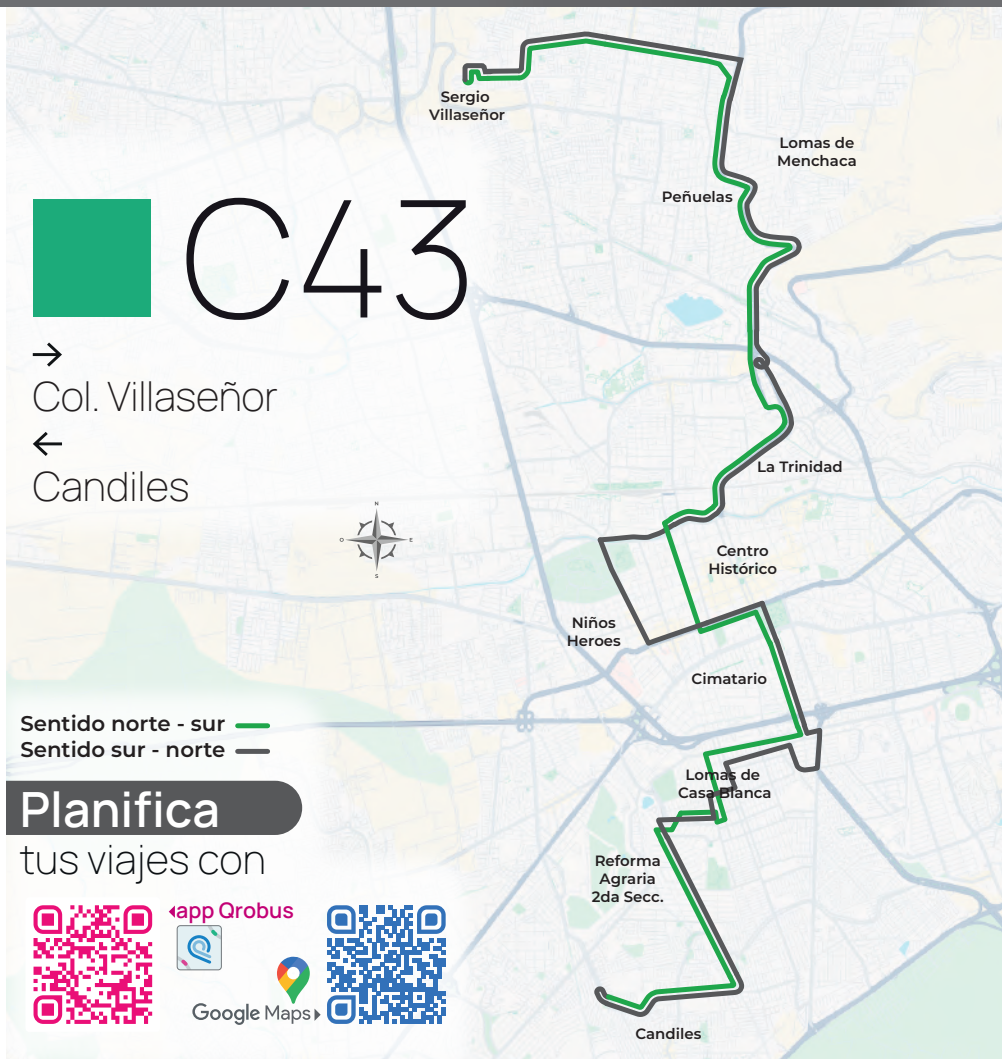 C43
→
Col. Villaseñor
←
Candiles
Sergio
Villaseñor
Lomas de
Menchaca
Peñuelas
La Trinidad
N
O
E
S
Centro
Histórico
Niños
Heroes
Cimatario
Lomas de
Casa Blanca
Reforma
Agraria
2da Secc.
Candiles
Sentido norte - sur
Sentido sur - norte
Planifica
tus viajes con
app Qrobus
Google Maps